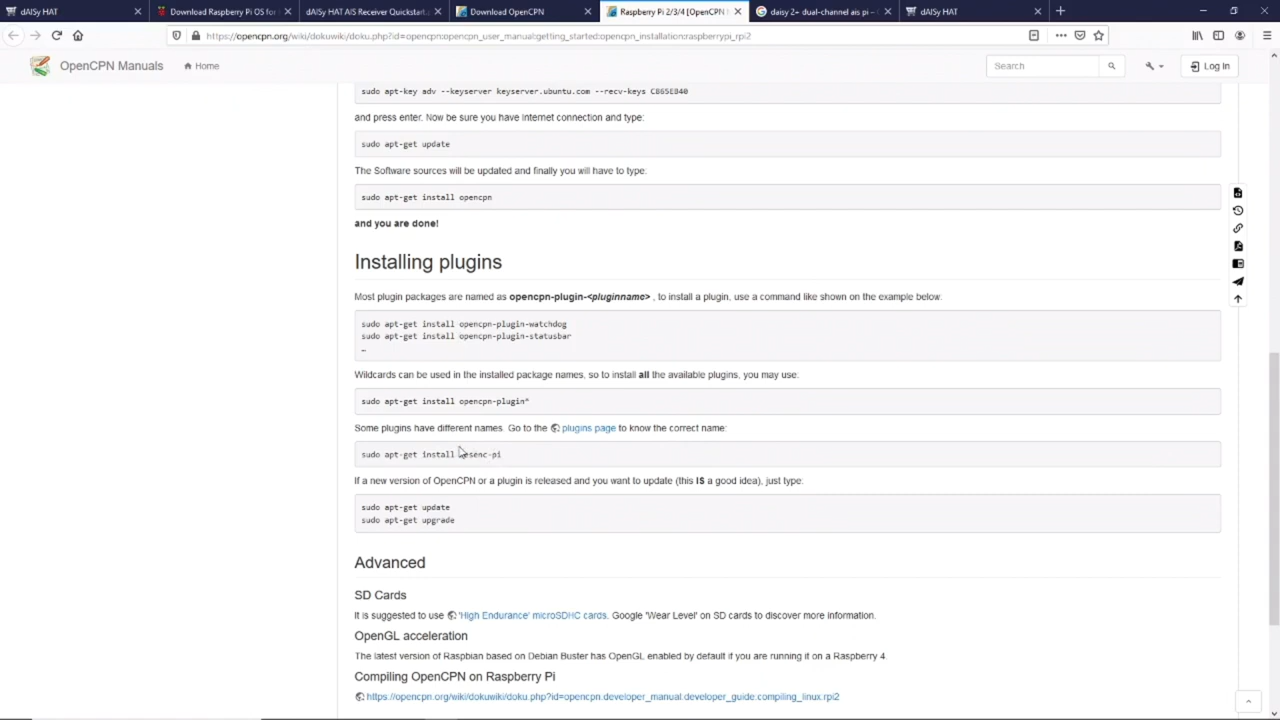 dAISy HAT
Download Raspberry Pi OS for
dAISy HAT AIS Receiver Quickstart.
Download OpenCPN
Raspberry Pi 2/3/4 [OpenCPN
daisy 2+ dual-channel ais pi –
dAISy HAT
https://opencpn.org/wiki/dokuwiki/doku.php?id=opencpn:opencpn_user_manual:getting_started:opencpn_installation:raspberrypi_rpi2
OpenCPN Manuals
Home
Search
Log In
sudo apt-key adv --keyserver keyserver.ubuntu.com --recv-keys C865E840
and press enter. Now be sure you have Internet connection and type:
sudo apt-get update
The Software sources will be updated and finally you will have to type:
sudo apt-get install opencpn
and you are done!
Installing plugins
Most plugin packages are named as opencpn-plugin-<pluginname> , to install a plugin, use a command like shown on the example below:
sudo apt-get install opencpn-plugin-watchdog
sudo apt-get install opencpn-plugin-statusbar
…
Wildcards can be used in the installed package names, so to install all the available plugins, you may use:
sudo apt-get install opencpn-plugin*
Some plugins have different names. Go to the plugins page to know the correct name:
sudo apt-get install esenc-pi
If a new version of OpenCPN or a plugin is released and you want to update (this IS a good idea), just type:
sudo apt-get update
sudo apt-get upgrade
Advanced
SD Cards
It is suggested to use 'High Endurance' microSDHC cards. Google 'Wear Level' on SD cards to discover more information.
OpenGL acceleration
The latest version of Raspbian based on Debian Buster has OpenGL enabled by default if you are running it on a Raspberry 4.
Compiling OpenCPN on Raspberry Pi
https://opencpn.org/wiki/dokuwiki/doku.php?id=opencpn:developer_manual:developer_guide:compiling_linux:rpi2